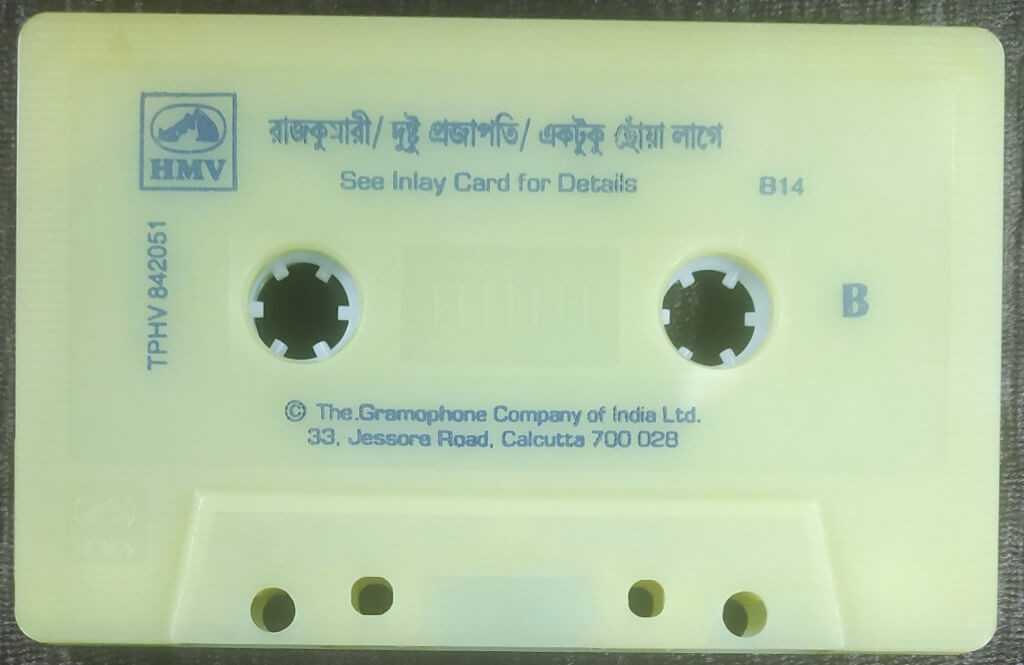 HMV
রাজকুমারী/ দুষ্টু প্রজাপতি/ একটুকু ছোঁয়া লাগে
See Inlay Card for Details
B14
TPHV 842051
B
© The.Gramophone Company of India Ltd.
33, Jessore Road, Calcutta 700 028
HMV